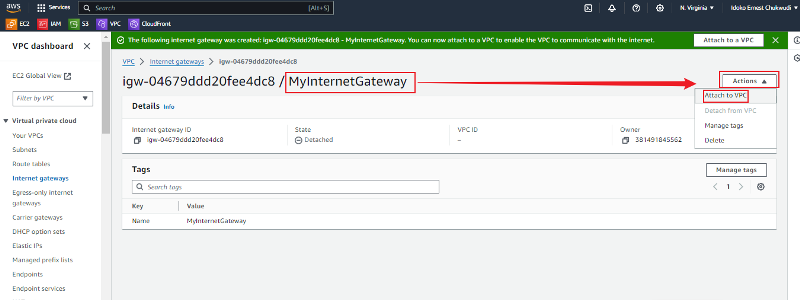 aws
Services
Search
[Alt+S]
N. Virginia
Idoko Ernest Chukwudi
EC2
IAM
S3
VPC
CloudFront
VPC dashboard
EC2 Global View
Filter by VPC
Virtual private cloud
Your VPCs
Subnets
Route tables
Internet gateways
Egress-only internet
gateways
Carrier gateways
DHCP option sets
Elastic IPs
Managed prefix lists
Endpoints
Endpoint services
The following internet gateway was created: igw-04679ddd20fee4dc8 - MyInternetGateway. You can now attach to a VPC to enable the VPC to communicate with the internet.
Attach to a VPC
VPC
Internet gateways
igw-04679ddd20fee4dc8
igw-04679ddd20fee4dc8 / MyInternetGateway
Actions
Attach to VPC
Detach from VPC
Manage tags
Delete
Details Info
Internet gateway ID
igw-04679ddd20fee4dc8
State
Detached
VPC ID
–
Owner
381491845562
Tags
Manage tags
Search tags
1
Key
Value
Name
MyInternetGateway